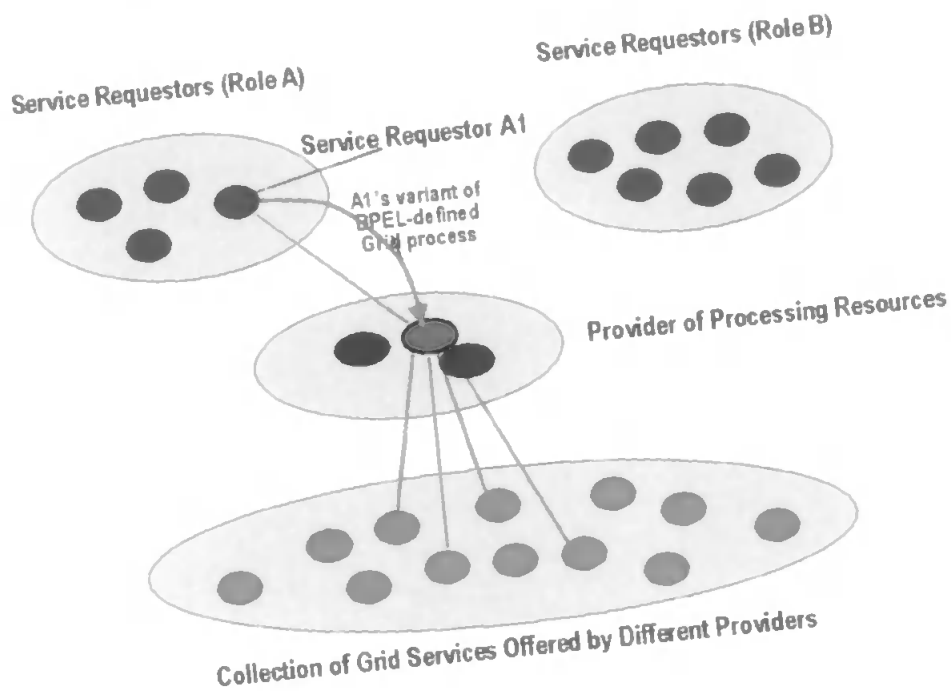 Service Requestors (Role B)
Service Requestors (Role A)
Service Requestor A1
A1's variant of
BPEL-defined
Grid process
Provider of Processing Resources
Collection of Grid Services Offered by Different Providers